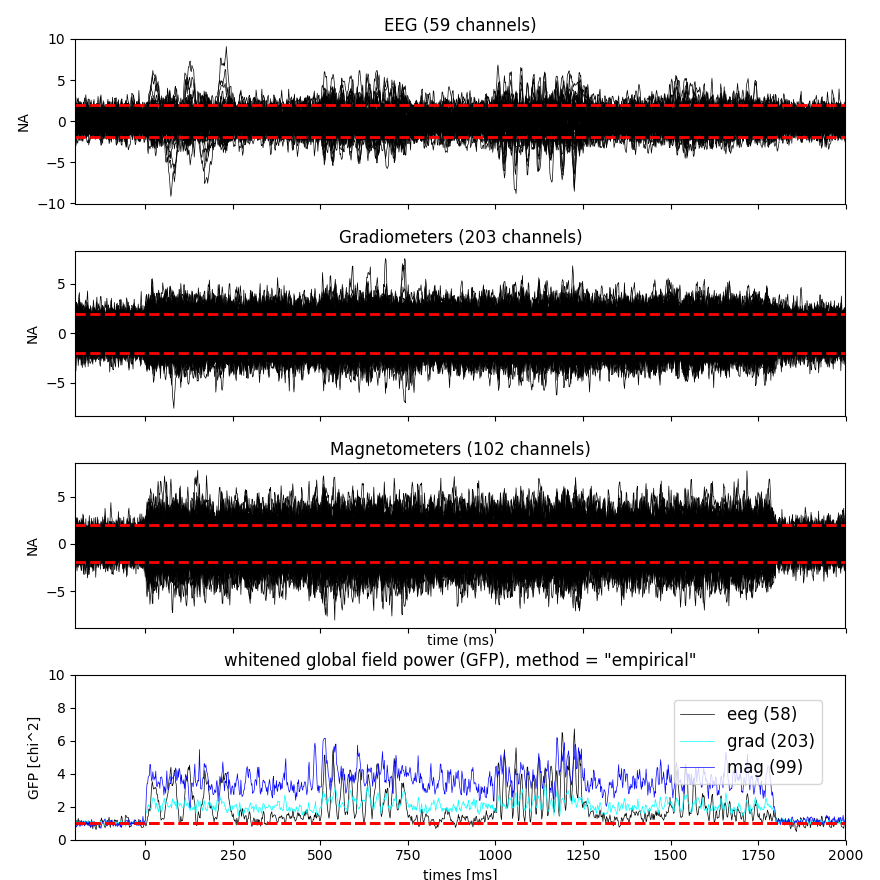 EEG (59 channels)
10
5
0
−5
−10
NA
Gradiometers (203 channels)
5
0
−5
NA
Magnetometers (102 channels)
5
0
−5
NA
time (ms)
whitened global field power (GFP), method = "empirical"
10
8
6
4
2
0
GFP [chi^2]
eeg (58)
grad (203)
mag (99)
0 250 500 750 1000 1250 1500 1750 2000
times [ms]